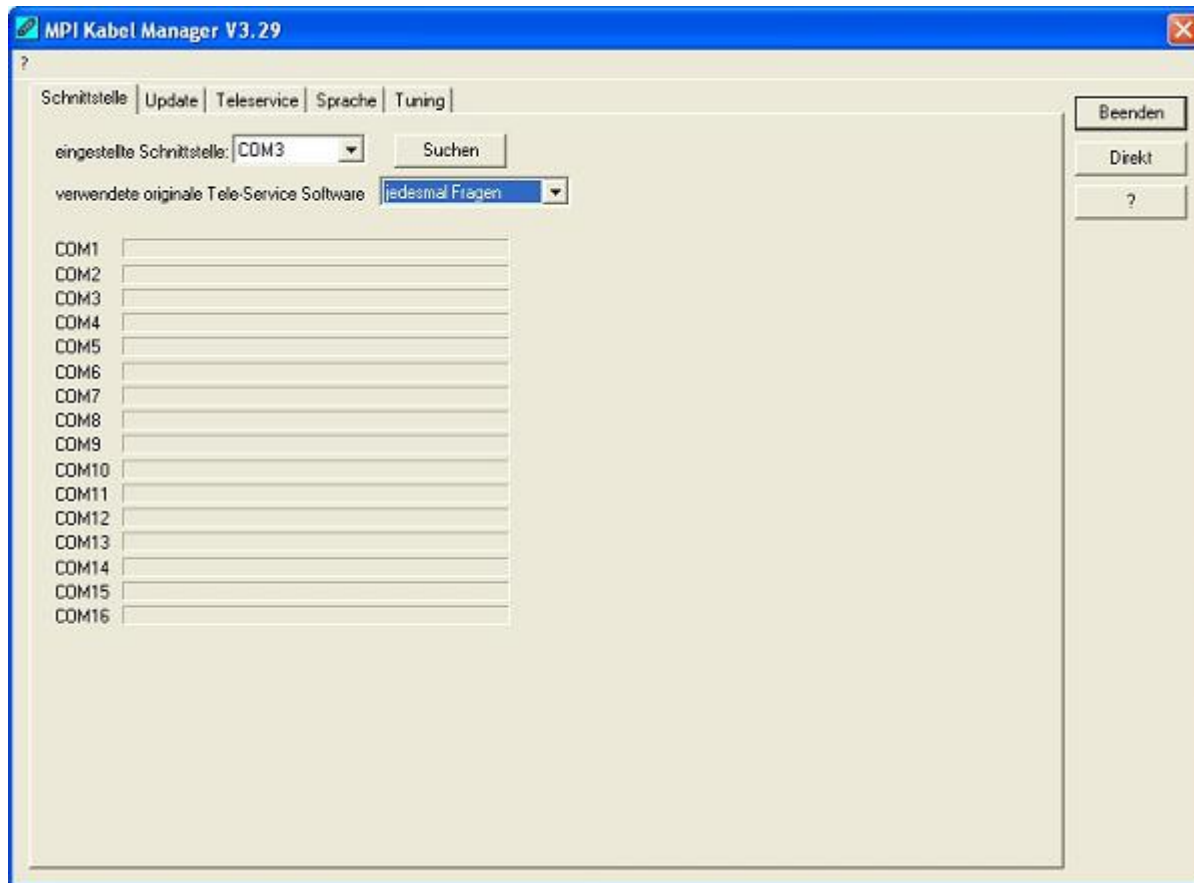 MPI Kabel Manager V3.29
?
Schnittstelle Update Teleservice Sprache Tuning
Beenden
eingestellte Schnittstelle: COM3 Suchen
Direkt
verwendete originale Tele-Service Software jedesmal Fragen
?
COM1
COM2
COM3
COM4
COM5
COM6
COM7
COM8
COM9
COM10
COM11
COM12
COM13
COM14
COM15
COM16